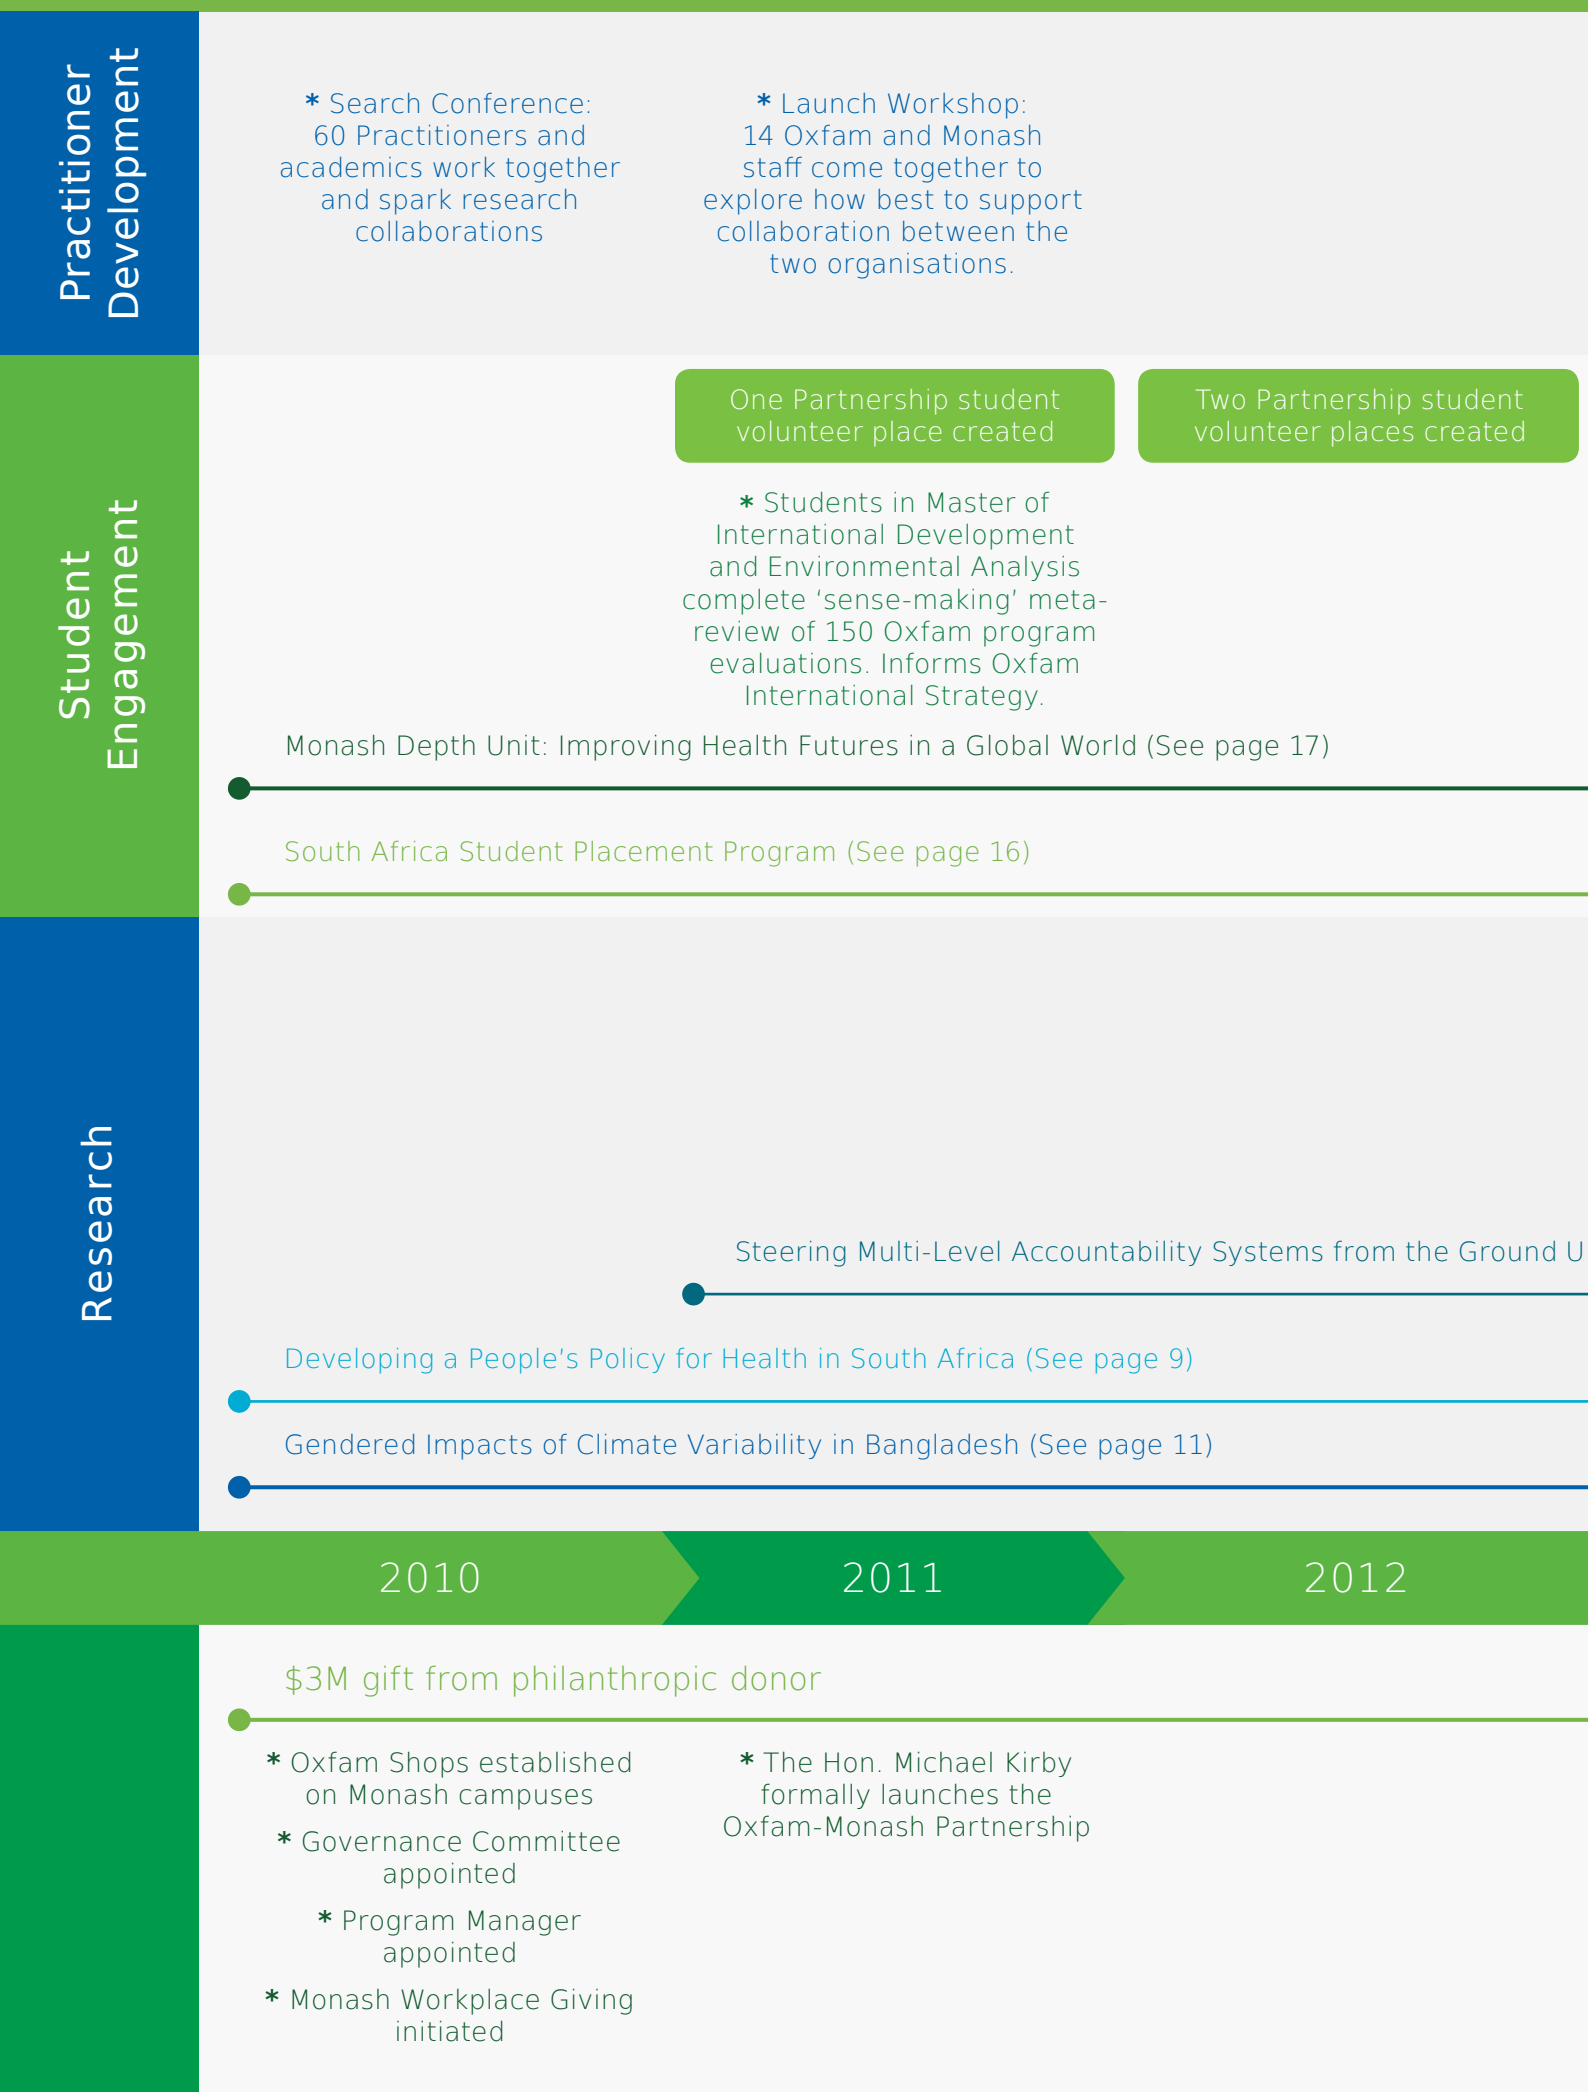 Practitioner
Development
* Search Conference:
60 Practitioners and
academics work together
and spark research
collaborations
* Launch Workshop:
14 Oxfam and Monash
staff come together to
explore how best to support
collaboration between the
two organisations.
Student
Engagement
One Partnership student
volunteer place created
Two Partnership student
volunteer places created
* Students in Master of
International Development
and Environmental Analysis
complete ‘sense-making’ meta-
review of 150 Oxfam program
evaluations. Informs Oxfam
International Strategy.
Monash Depth Unit: Improving Health Futures in a Global World (See page 17)
South Africa Student Placement Program (See page 16)
Research
Steering Multi-Level Accountability Systems from the Ground U
Developing a People’s Policy for Health in South Africa (See page 9)
Gendered Impacts of Climate Variability in Bangladesh (See page 11)
2010
2011
2012
$3M gift from philanthropic donor
* Oxfam Shops established
on Monash campuses
* Governance Committee
appointed
* Program Manager
appointed
* Monash Workplace Giving
initiated
* The Hon. Michael Kirby
formally launches the
Oxfam-Monash Partnership